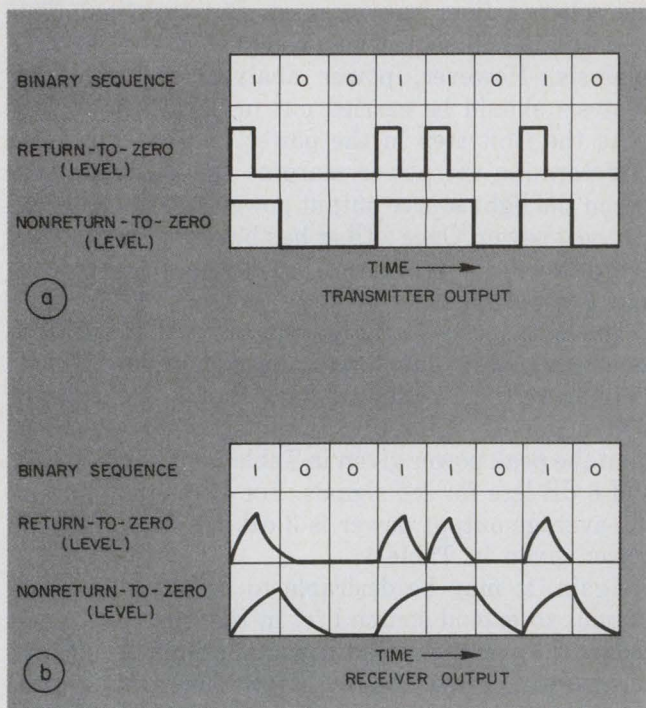 BINARY SEQUENCE 1 0 0 1 1 0 1 0
RETURN-TO-ZERO
(LEVEL)
NONRETURN-TO-ZERO
(LEVEL)
TIME
a
TRANSMITTER OUTPUT
BINARY SEQUENCE 1 0 0 1 1 0 1 0
RETURN-TO-ZERO
(LEVEL)
NONRETURN-TO-ZERO
(LEVEL)
TIME
b
RECEIVER OUTPUT